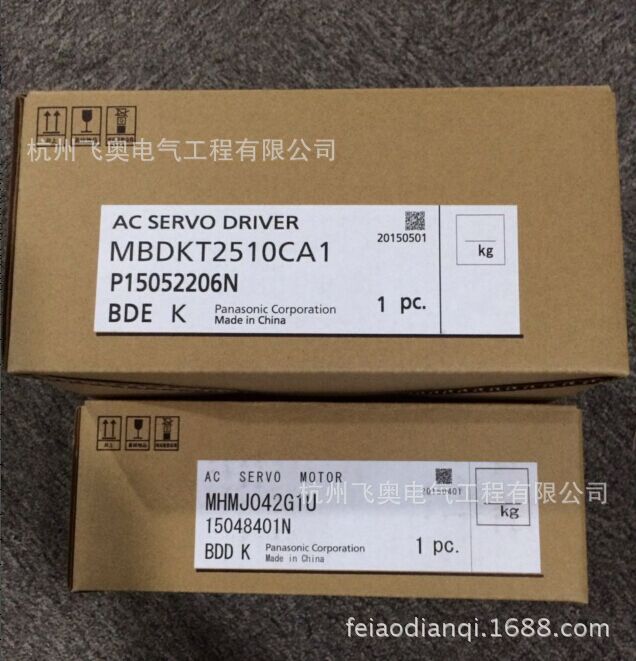 杭州飞奥电气工程有限公司
AC SERVO DRIVER
20150501
MBDKT2510CA1
kg
P15052206N
BDE K
Panasonic Corporation
Made in China
1 pc.
AC SERVO MOTOR
杭州飞奥电气工程有限公司
20150401
MHMJ042G1U
kg
15048401N
BDD K
Panasonic Corporation
Made in China
1 pc.
feiaodianqi.1688.com